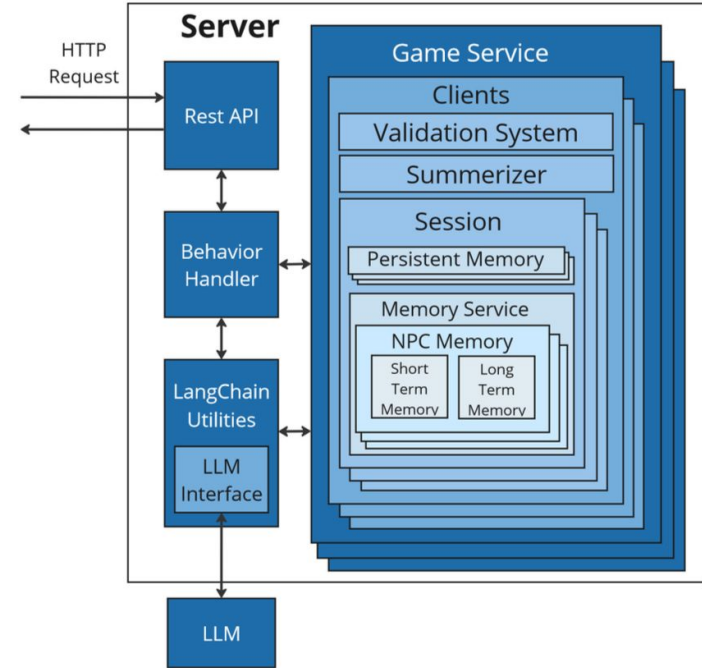 Server
HTTP
Request
Rest API
Behavior
Handler
LangChain
Utilities
LLM
Interface
LLM
Game Service
Clients
Validation System
Summerizer
Session
Persistent Memory
Memory Service
NPC Memory
Short
Term
Memory
Long
Term
Memory